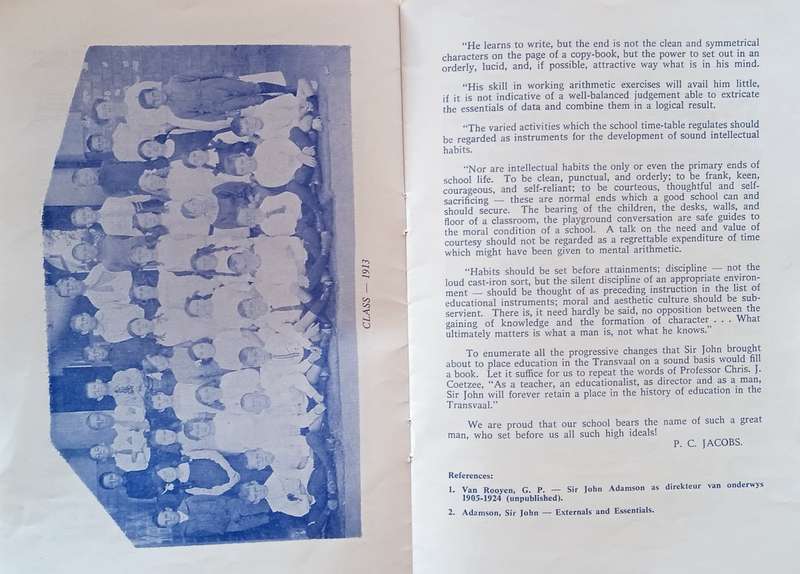 CLASS — 1913
"He learns to write, but the end is not the clean and symmetrical
characters on the page of a copy-book, but the power to set out in an
orderly, lucid, and, if possible, attractive way what is in his mind.
"His skill in working arithmetic exercises will avail him little,
if it is not indicative of a well-balanced judgement able to extricate
the essentials of data and combine them in a logical result.
"The varied activities which the school time-table regulates should
be regarded as instruments for the development of sound intellectual
habits.
"Nor are intellectual habits the only or even the primary ends of
school life. To be clean, punctual, and orderly; to be frank, keen,
courageous, and self-reliant; to be courteous, thoughtful and self-
sacrificing — these are normal ends which a good school can and
should secure. The bearing of the children, the desks, walls, and
floor of a classroom, the playground conversation are safe guides to
the moral condition of a school. A talk on the need and value of
courtesy should not be regarded as a regrettable expenditure of time
which might have been given to mental arithmetic.
"Habits should be set before attainments; discipline — not the
loud cast-iron sort, but the silent discipline of an appropriate environ-
ment — should be thought of as preceding instruction in the list of
educational instruments; moral and aesthetic culture should be sub-
servient. There is, it need hardly be said, no opposition between the
gaining of knowledge and the formation of character . . . What
ultimately matters is what a man is, not what he knows."
To enumerate all the progressive changes that Sir John brought
about to place education in the Transvaal on a sound basis would fill
a book. Let it suffice for us to repeat the words of Professor Chris. J.
Coetzee, "As a teacher, an educationalist, as director and as a man,
Sir John will forever retain a place in the history of education in the
Transvaal."
We are proud that our school bears the name of such a great
man, who set before us all such high ideals!
P. C. JACOBS.
References:
1. Van Rooyen, G. P. — Sir John Adamson as direkteur van onderwys
1905-1924 (unpublished).
2. Adamson, Sir John — Externals and Essentials.